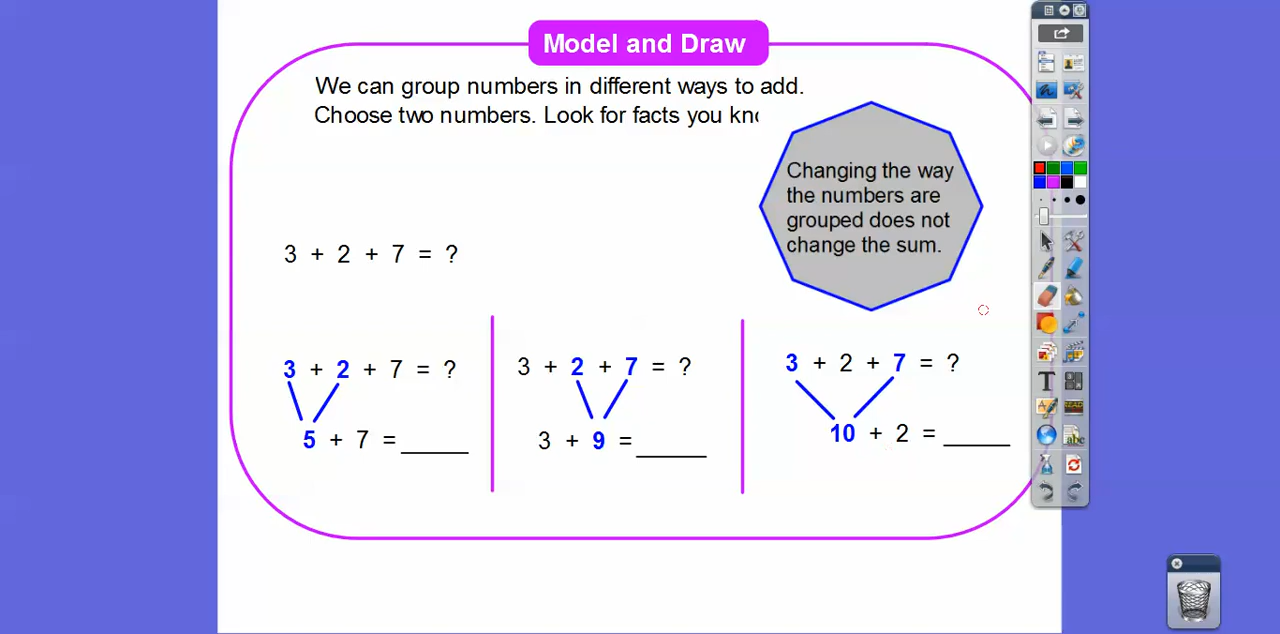 Model and Draw
We can group numbers in different ways to add.
Choose two numbers. Look for facts you
Changing the way
the numbers are
grouped does not
change the sum.
3 + 2 + 7 = ?
3 + 2 + 7 = ?
5 + 7 = _____
3 + 2 + 7 = ?
3 + 9 = _____
3 + 2 + 7 = ?
10 + 2 = _____
T
abc